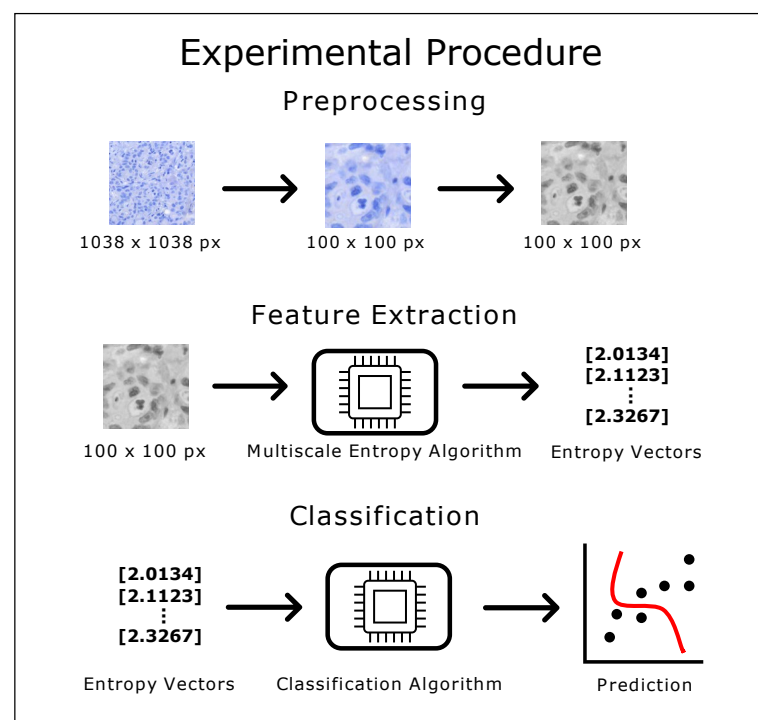 Experimental Procedure
Preprocessing
1038 x 1038 px
100 x 100 px
100 x 100 px
Feature Extraction
[2.0134]
[2.1123]
⋮
[2.3267]
100 x 100 px
Multiscale Entropy Algorithm
Entropy Vectors
Classification
[2.0134]
[2.1123]
⋮
[2.3267]
Entropy Vectors
Classification Algorithm
Prediction